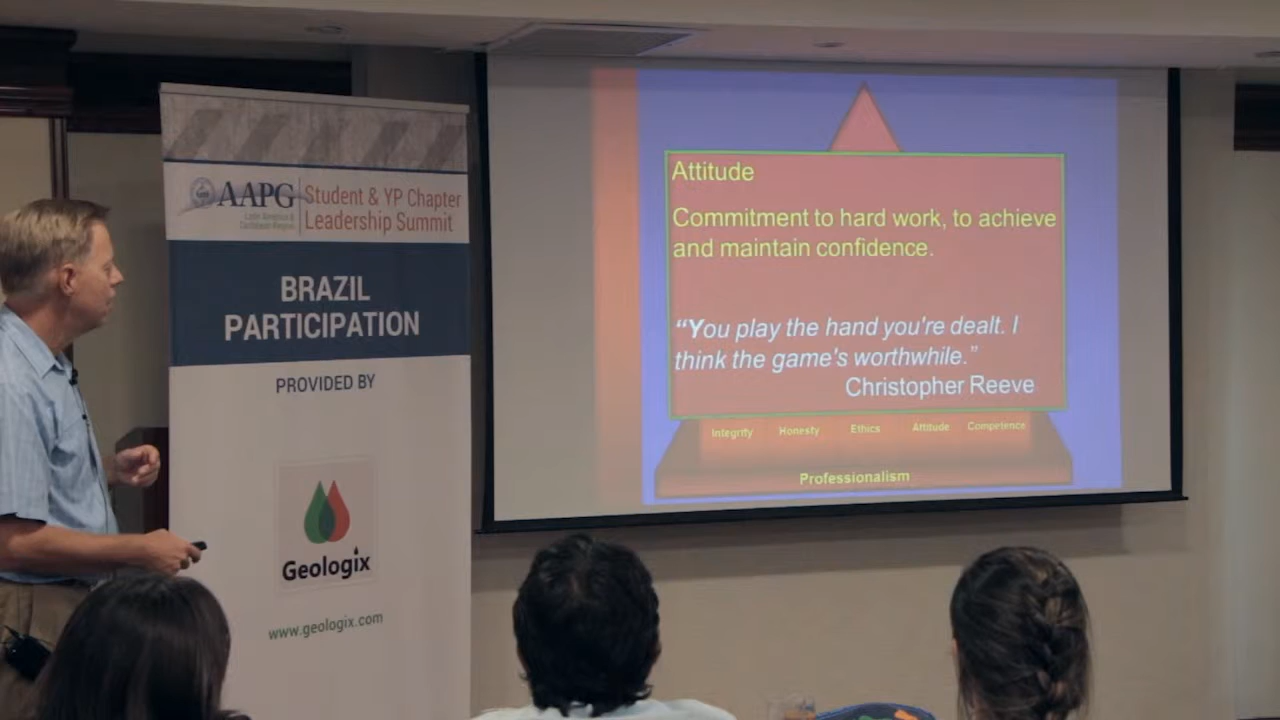 AAPG
Latin America &
Caribbean Region
Student & YP Chapter
Leadership Summit
BRAZIL
PARTICIPATION
PROVIDED BY
Geologix
www.geologix.com
Attitude
Commitment to hard work, to achieve
and maintain confidence.
“You play the hand you're dealt. I
think the game's worthwhile.”
Christopher Reeve
Integrity Honesty Ethics Attitude Competence
Professionalism